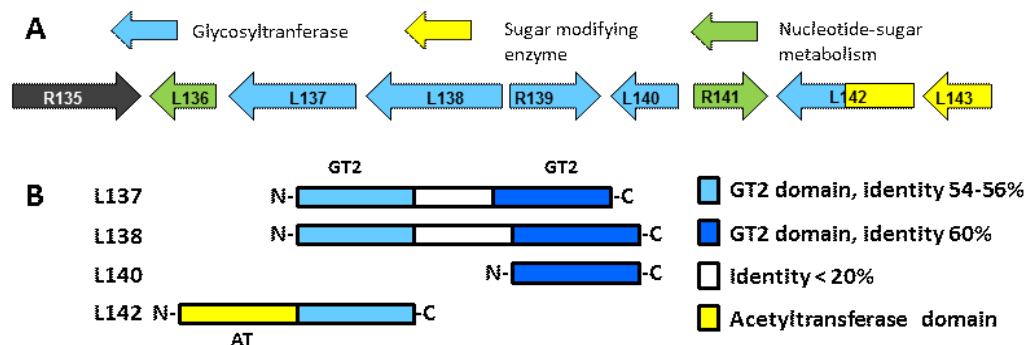 A
Glycosyltranferase
Sugar modifying
enzyme
Nucleotide-sugar
metabolism
R135
L136
L137
L138
R139
L140
R141
L142
L143
B
GT2
GT2
L137
N-
-C
GT2 domain, identity 54-56%
L138
N-
-C
GT2 domain, identity 60%
L140
N-
-C
Identity < 20%
L142
N-
-C
Acetyltransferase domain
AT